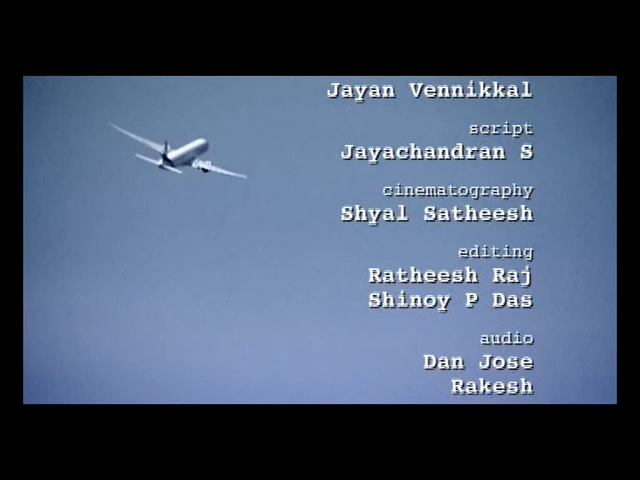 Jayan Vennikkal
script
Jayachandran S
cinematography
Shyal Satheesh
editing
Ratheesh Raj
Shinoy P Das
audio
Dan Jose
Rakesh